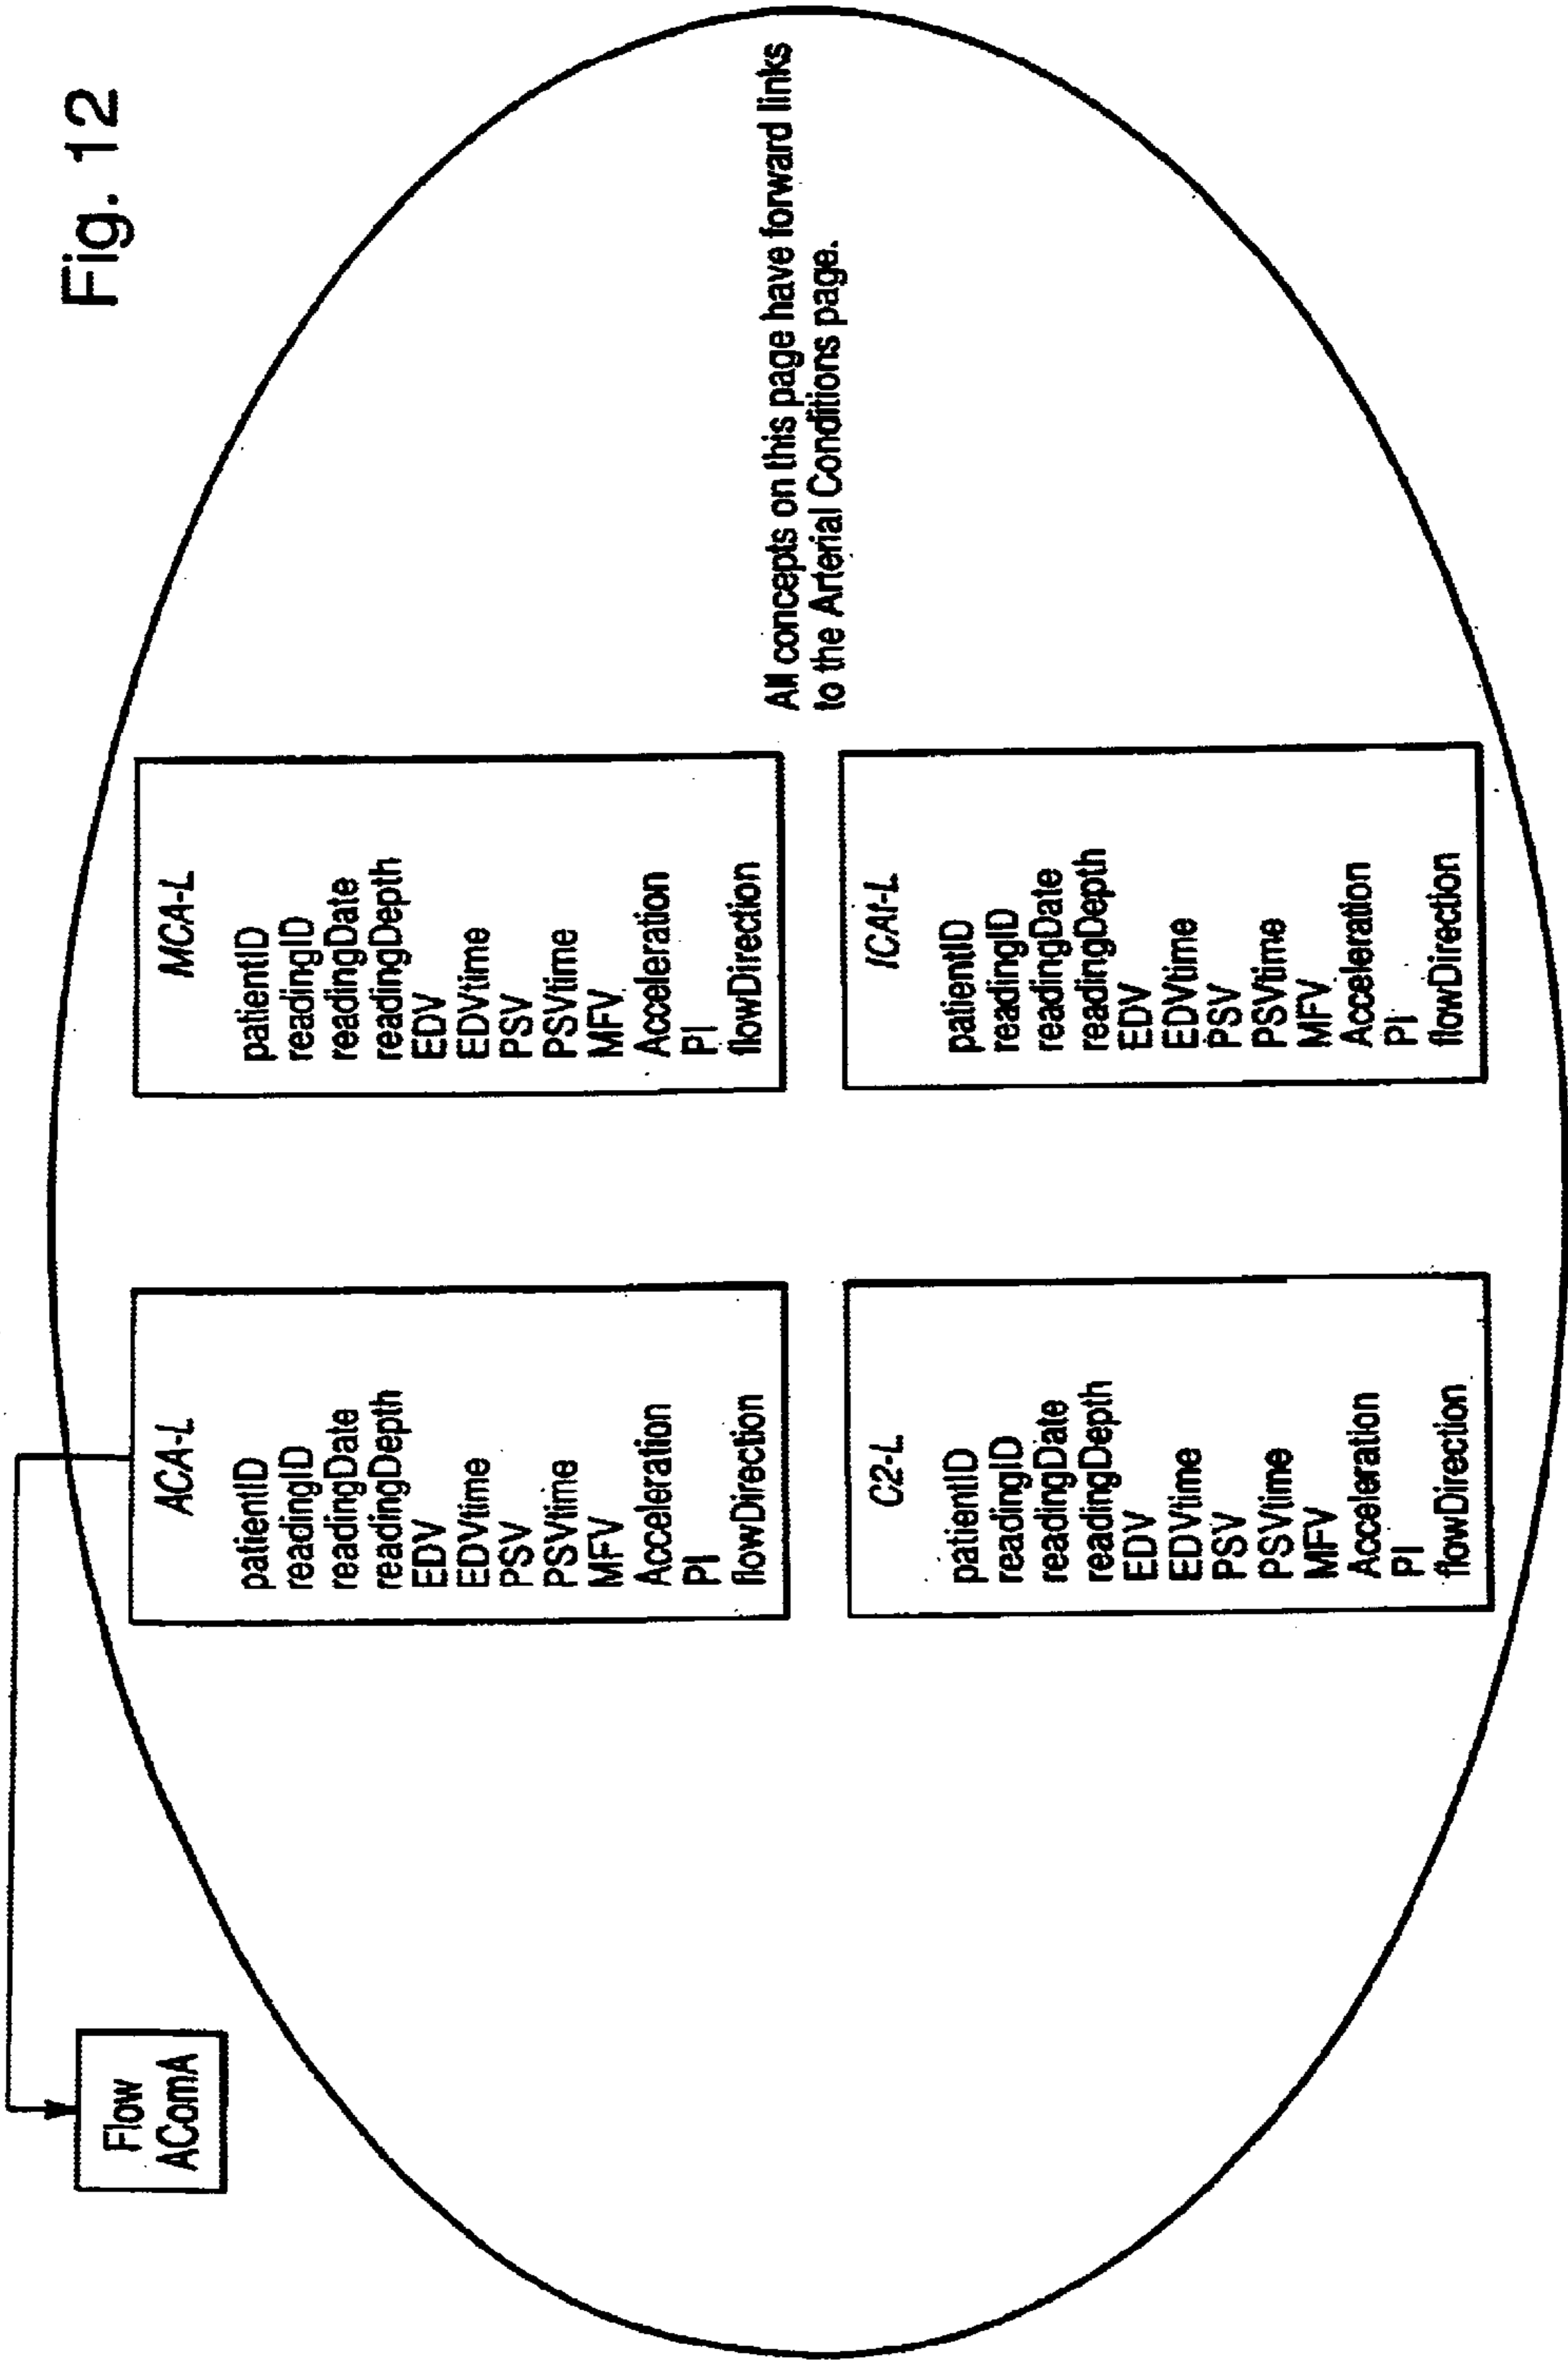 Fig. 12
Flow
AComA
ACA-L
patientID
readingID
readingDate
readingDepth
EDV
EDVtime
PSV
PSVtime
MFV
Acceleration
PI
flowDirection
MCA-L
patientID
readingID
readingDate
readingDepth
EDV
EDVtime
PSV
PSVtime
MFV
Acceleration
PI
flowDirection
All concepts on this page have forward links
to the Arterial Conditions page.
C2-L
patientID
readingID
readingDate
readingDepth
EDV
EDVtime
PSV
PSVtime
MFV
Acceleration
PI
flowDirection
ICA1-L
patientID
readingID
readingDate
readingDepth
EDV
EDVtime
PSV
PSVtime
MFV
Acceleration
PI
flowDirection